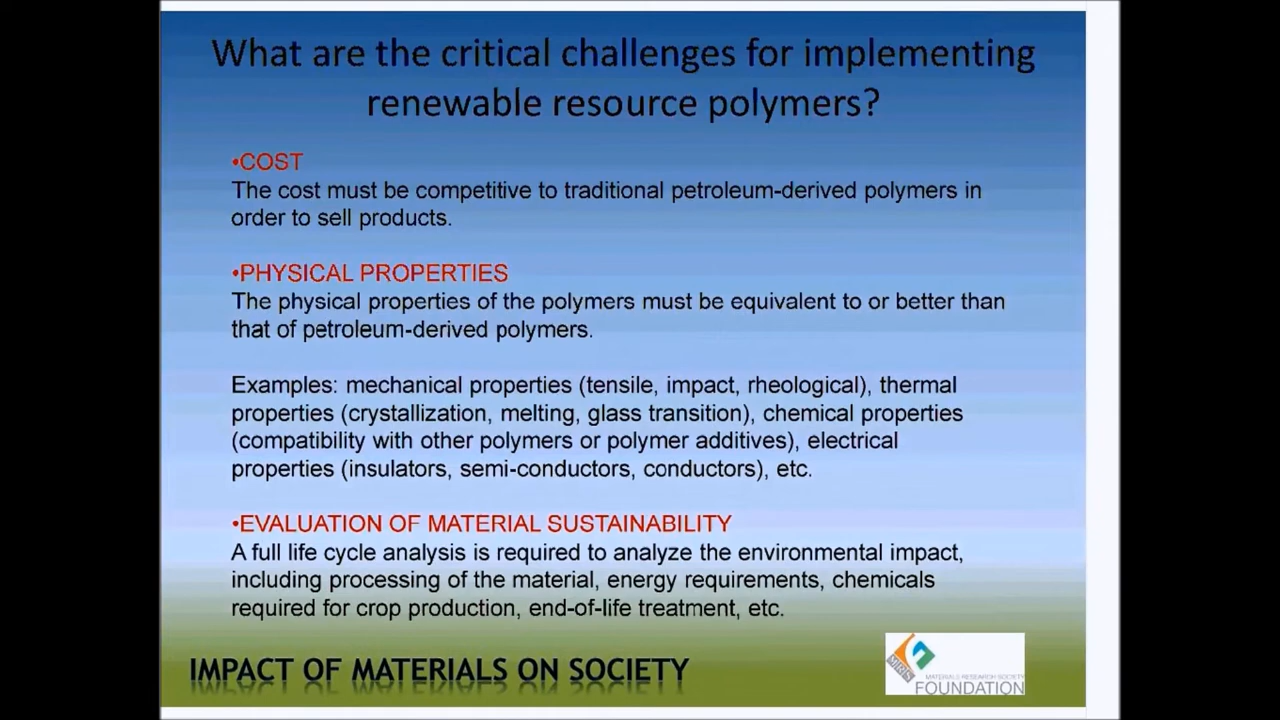 What are the critical challenges for implementing
renewable resource polymers?
•COST
The cost must be competitive to traditional petroleum-derived polymers in
order to sell products.
•PHYSICAL PROPERTIES
The physical properties of the polymers must be equivalent to or better than
that of petroleum-derived polymers.
Examples: mechanical properties (tensile, impact, rheological), thermal
properties (crystallization, melting, glass transition), chemical properties
(compatibility with other polymers or polymer additives), electrical
properties (insulators, semi-conductors, conductors), etc.
•EVALUATION OF MATERIAL SUSTAINABILITY
A full life cycle analysis is required to analyze the environmental impact,
including processing of the material, energy requirements, chemicals
required for crop production, end-of-life treatment, etc.
IMPACT OF MATERIALS ON SOCIETY
MRS
MATERIALS RESEARCH SOCIETY
FOUNDATION